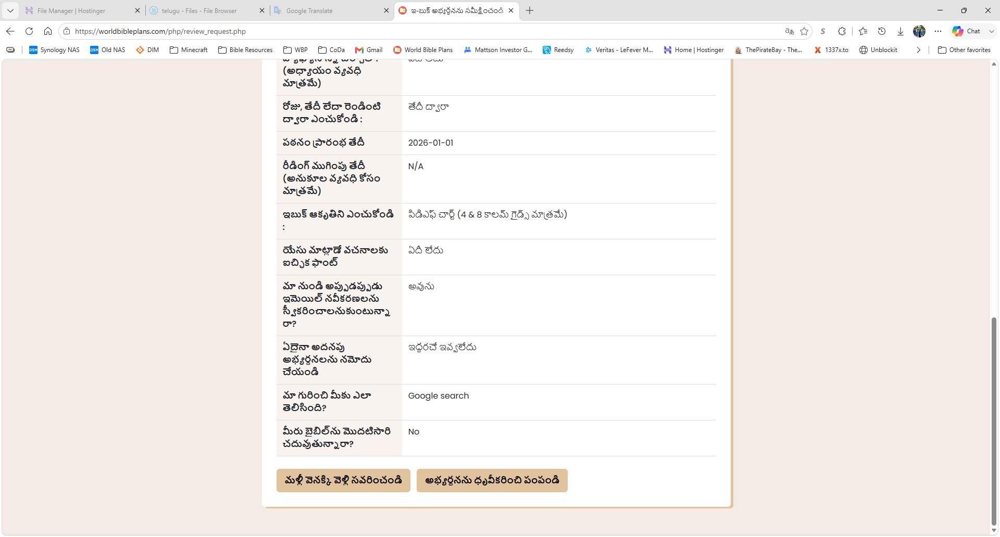 File Manager | Hostinger
telugu - Files - File Browser
Google Translate
ఇ-బుక్ అభ్యర్థనను సమీక్షించండి
https://worldbibleplans.com/php/review_request.php
Chat
Synology NAS
Old NAS
DIM
Minecraft
Bible Resources
WBP
CoDa
Gmail
World Bible Plans
Mattson Investor G...
Reedsy
Veritas - LeFever M...
Home | Hostinger
ThePirateBay - The...
1337x.to
Unblockit
Other favorites
(అధ్యాయం వ్యవధి
మాత్రమే)
రోజు, తేదీ లేదా రెండింటి
ద్వారా ఎంచుకోండి :
తేదీ ద్వారా
పఠనం ప్రారంభ తేదీ
2026-01-01
రీడింగ్ ముగింపు తేదీ
(అనుకూల వ్యవధి కోసం
మాత్రమే)
N/A
ఇబుక్ ఆకృతిని ఎంచుకోండి
:
పిడిఎఫ్ చార్ట్ (4 & 8 కాలమ్ గైడ్స్ మాత్రమే)
యేసు మాట్లాడే వచనాలకు
ఐచ్ఛిక ఫాంట్
ఏదీ లేదు
మా నుండి అప్పుడప్పుడు
ఇమెయిల్ నవీకరణలను
స్వీకరించాలనుకుంటున్నా
రా?
అవును
ఏదైనా అదనపు
అభ్యర్థనలను నమోదు
చేయండి
ఇద్దరచే ఇవ్వలేదు
మా గురించి మీకు ఎలా
తెలిసింది?
Google search
మీరు బైబిల్‌ను మొదటిసారి
చదువుతున్నారా?
No
మళ్లీ వెనక్కి వెళ్లి సవరించండి
అభ్యర్థనను ధృవీకరించి పంపండి